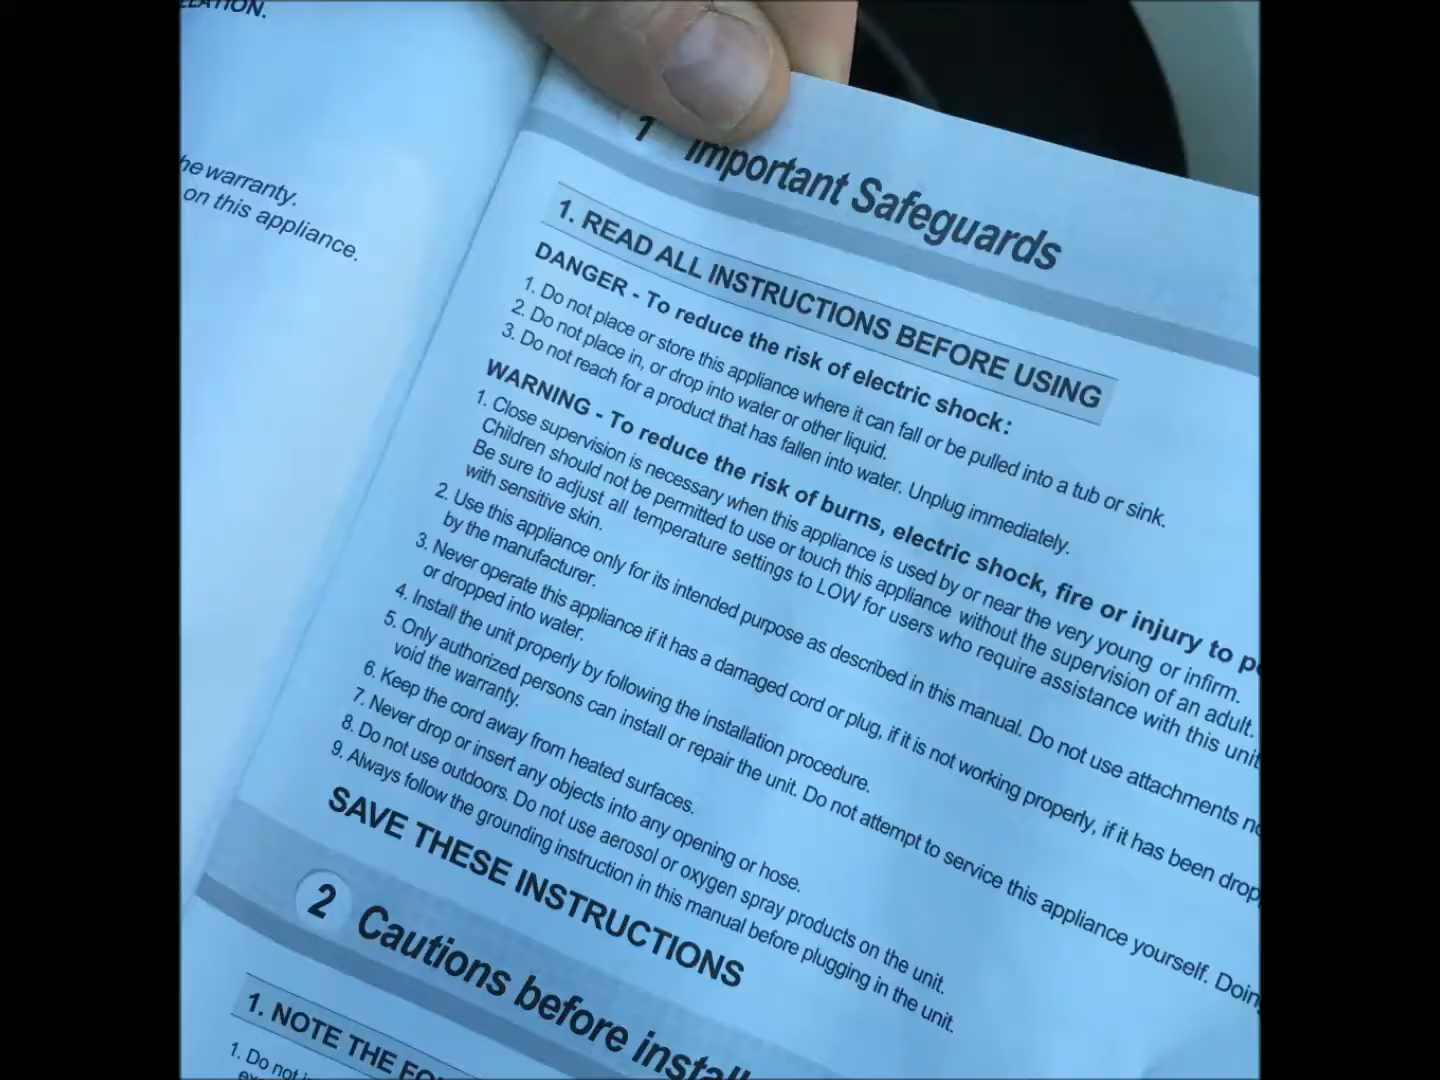 he warranty.
on this appliance.
1 Important Safeguards
1. READ ALL INSTRUCTIONS BEFORE USING
DANGER - To reduce the risk of electric shock:
1. Do not place or store this appliance where it can fall or be pulled into a tub or sink.
2. Do not place in, or drop into water or other liquid.
3. Do not reach for a product that has fallen into water. Unplug immediately.
WARNING - To reduce the risk of burns, electric shock, fire or injury to p
1. Close supervision is necessary when this appliance is used by or near the very young or infirm.
Children should not be permitted to use or touch this appliance without the supervision of an adult.
Be sure to adjust all temperature settings to LOW for users who require assistance with this unit
with sensitive skin.
2. Use this appliance only for its intended purpose as described in this manual. Do not use attachments no
by the manufacturer.
3. Never operate this appliance if it has a damaged cord or plug, if it is not working properly, if it has been drop
or dropped into water.
4. Install the unit properly by following the installation procedure.
5. Only authorized persons can install or repair the unit. Do not attempt to service this appliance yourself. Doin
void the warranty.
6. Keep the cord away from heated surfaces.
7. Never drop or insert any objects into any opening or hose.
8. Do not use outdoors. Do not use aerosol or oxygen spray products on the unit.
9. Always follow the grounding instruction in this manual before plugging in the unit.
SAVE THESE INSTRUCTIONS
2 Cautions before install
1. NOTE THE FO
1. Do not i